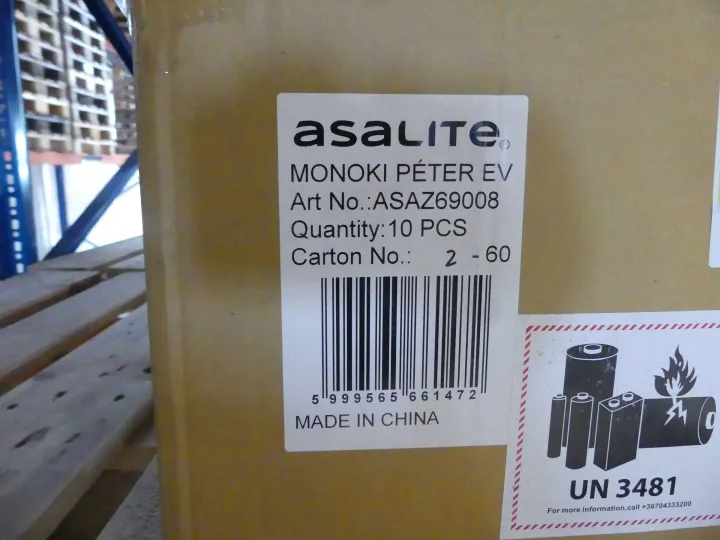 asaLITE®
MONOKI PÉTER EV
Art No.:ASAZ69008
Quantity:10 PCS
Carton No.: 2 - 60
5 999565 661472
MADE IN CHINA
UN 3481
For more information,call +36704333200